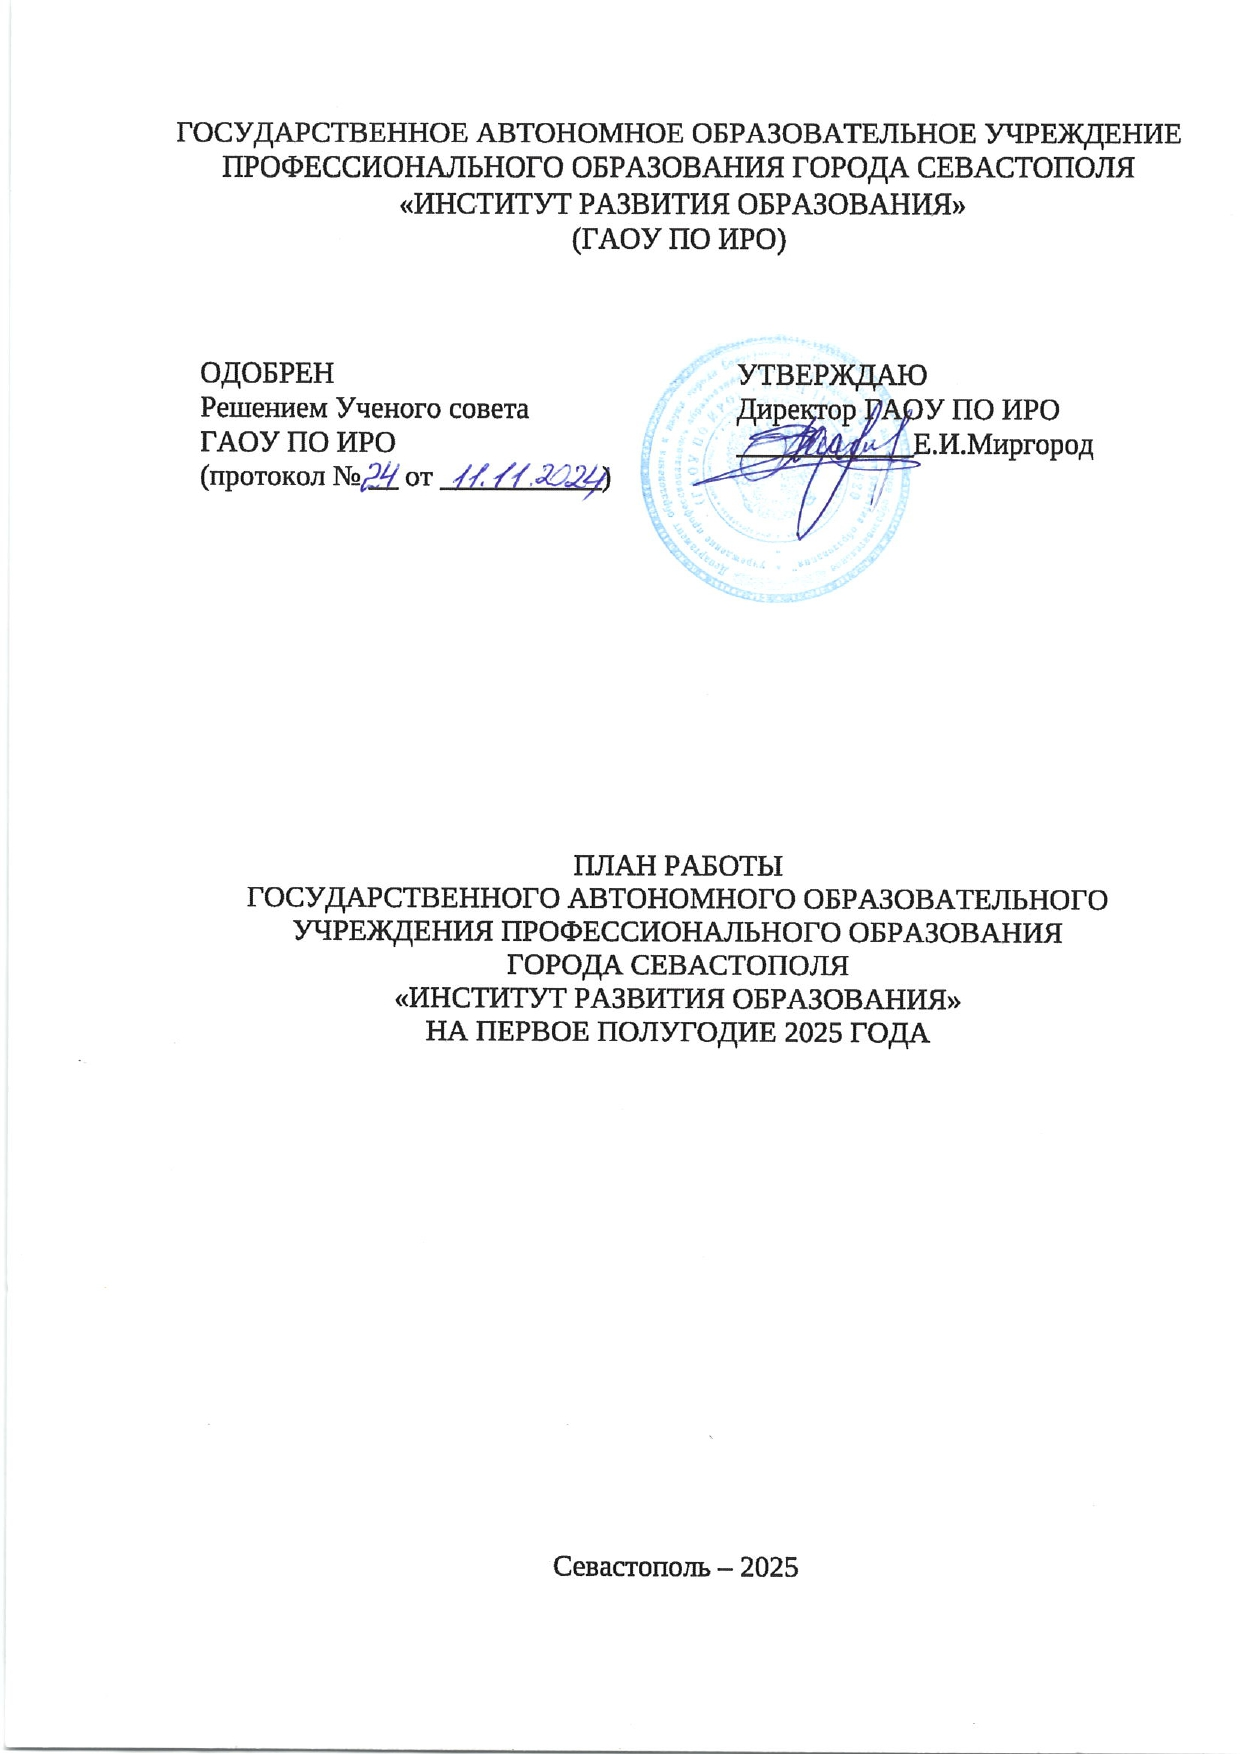 ГОСУДАРСТВЕННОЕ АВТОНОМНОЕ ОБРАЗОВАТЕЛЬНОЕ УЧРЕЖДЕНИЕ
ПРОФЕССИОНАЛЬНОГО ОБРАЗОВАНИЯ ГОРОДА СЕВАСТОПОЛЯ
«ИНСТИТУТ РАЗВИТИЯ ОБРАЗОВАНИЯ»
(ГАОУ ПО ИРО)
ОДОБРЕН
Решением Ученого совета
ГАОУ ПО ИРО
(протокол № 24 от 11.11.2024)
УТВЕРЖДАЮ
Директор ГАОУ ПО ИРО
Е.И.Миргород
ПЛАН РАБОТЫ
ГОСУДАРСТВЕННОГО АВТОНОМНОГО ОБРАЗОВАТЕЛЬНОГО
УЧРЕЖДЕНИЯ ПРОФЕССИОНАЛЬНОГО ОБРАЗОВАНИЯ
ГОРОДА СЕВАСТОПОЛЯ
«ИНСТИТУТ РАЗВИТИЯ ОБРАЗОВАНИЯ»
НА ПЕРВОЕ ПОЛУГОДИЕ 2025 ГОДА
Севастополь – 2025